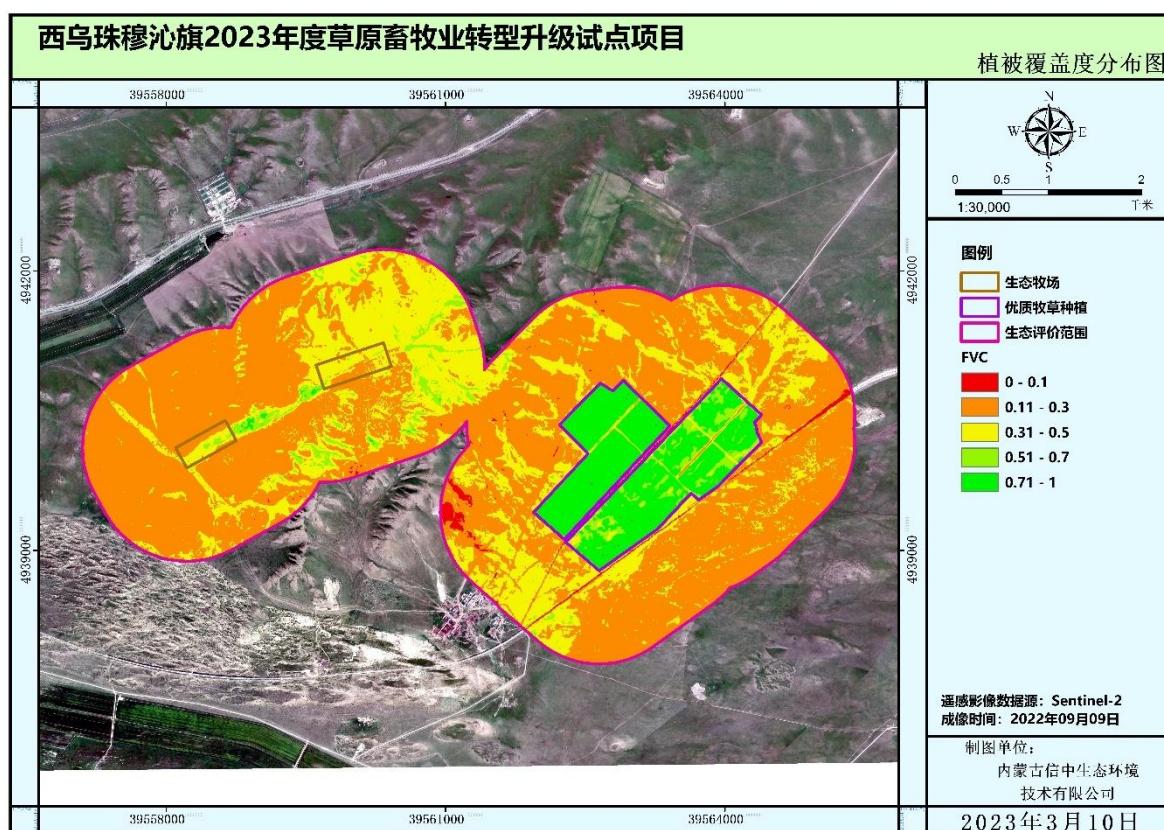 西乌珠穆沁旗2023年度草原畜牧业转型升级试点项目
植被覆盖度分布图
39558000
39561000
39564000
4942000
4942000
4939000
4939000
39558000
39561000
39564000
N
W
E
S
0 0.5 1 2
1:30,000
千米
图例
生态牧场
优质牧草种植
生态评价范围
FVC
0 - 0.1
0.11 - 0.3
0.31 - 0.5
0.51 - 0.7
0.71 - 1
遥感影像数据源：Sentinel-2
成像时间：2022年09月09日
制图单位：
内蒙古信中生态环境
技术有限公司
2023年3月10日